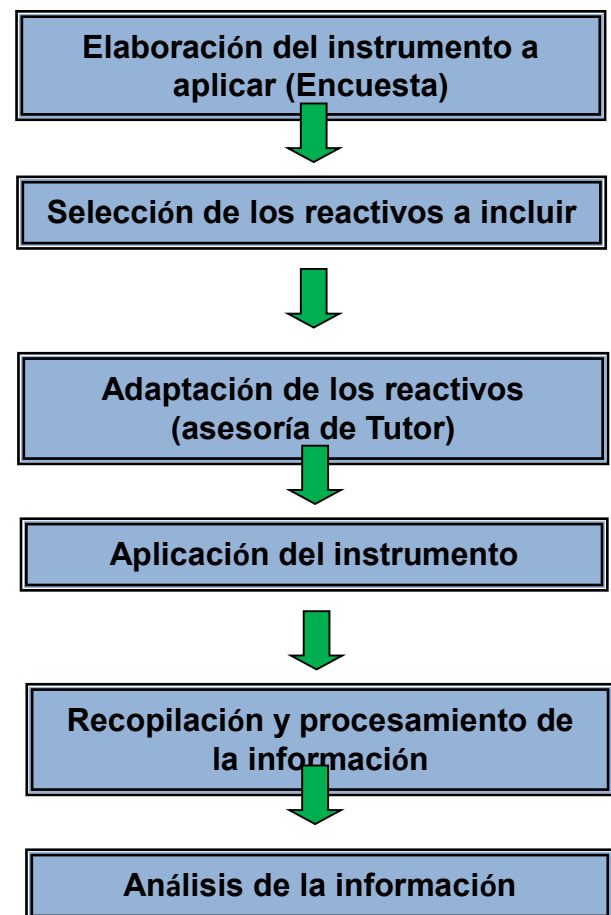 Elaboración del instrumento a
aplicar (Encuesta)
Selección de los reactivos a incluir
Adaptación de los reactivos
(asesoría de Tutor)
Aplicación del instrumento
Recopilación y procesamiento de
la información
Análisis de la información